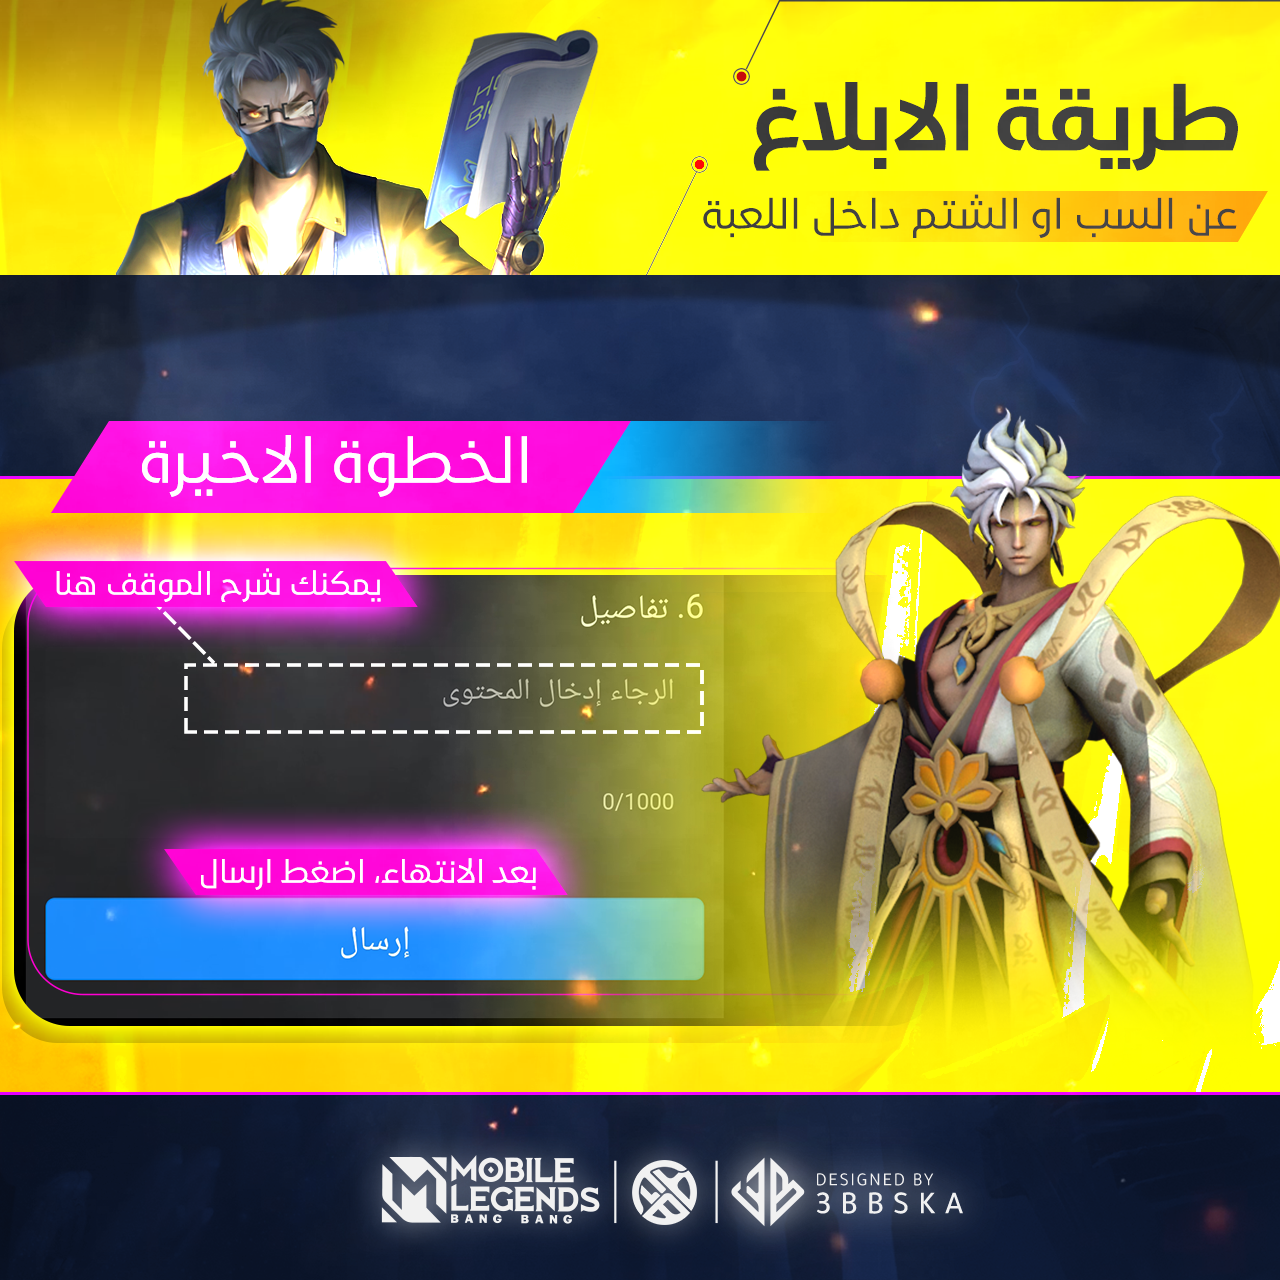 طريقة الابلاغ
عن السب او الشتم داخل اللعبة
الخطوة الاخيرة
يمكنك شرح الموقف هنا
6. تفاصيل
الرجاء إدخال المحتوى
0/1000
بعد الانتهاء، اضغط ارسال
إرسال
MOBILE
LEGENDS
BANG BANG
DESIGNED BY
3BBSKA